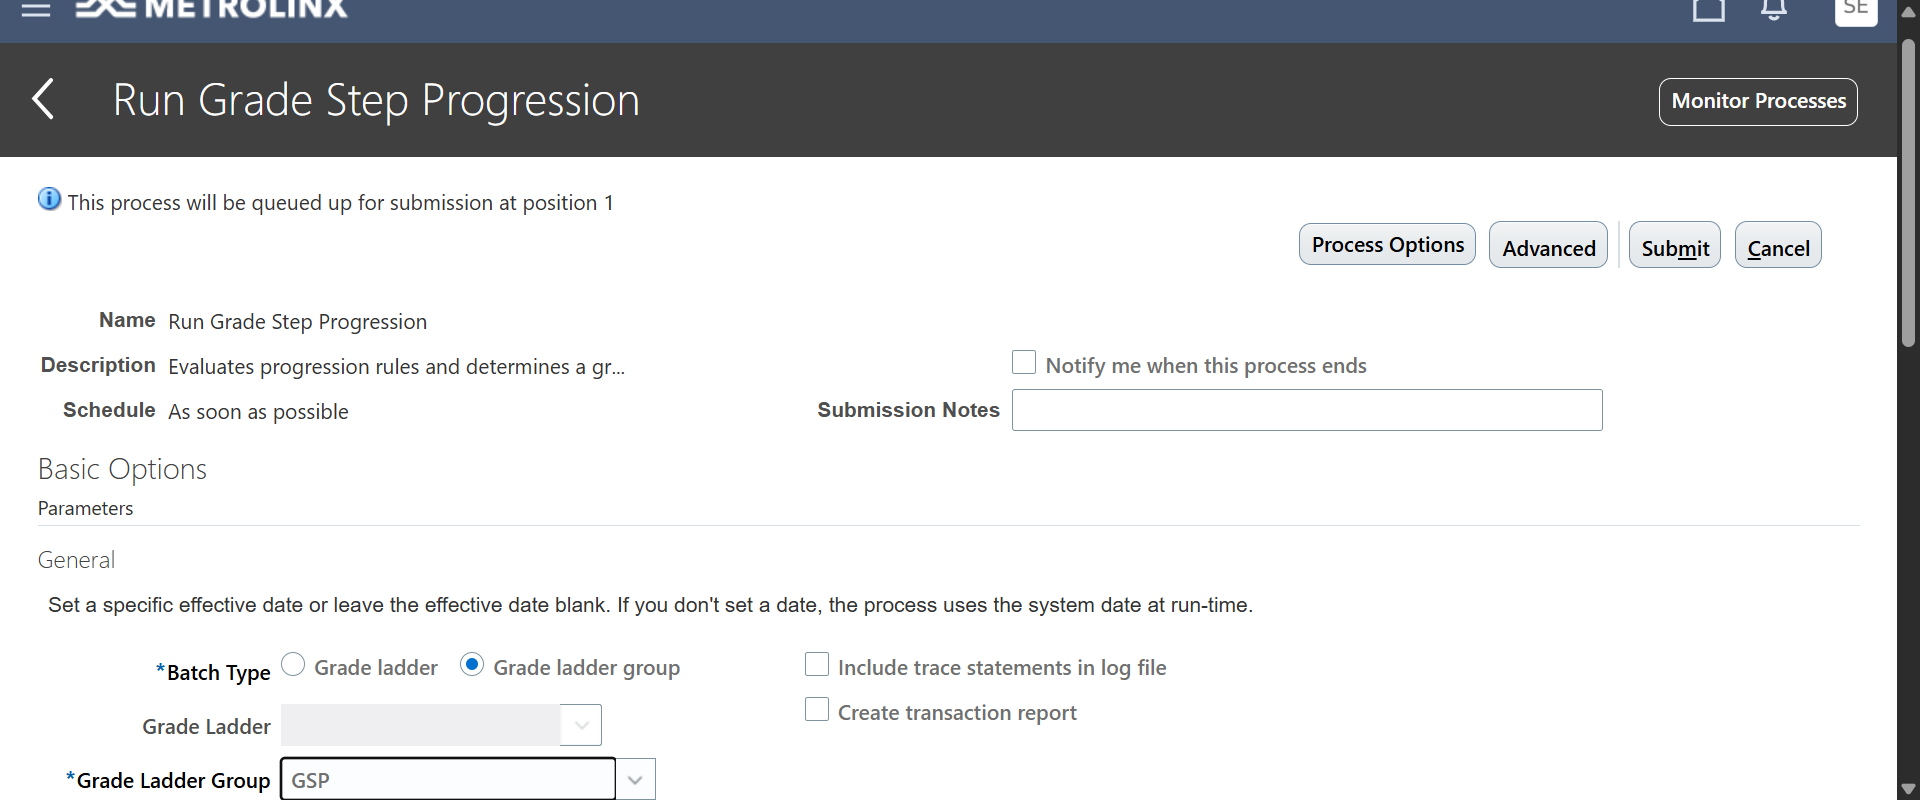 METROLINX
SE
Run Grade Step Progression
Monitor Processes
This process will be queued up for submission at position 1
Process Options
Advanced
Submit
Cancel
Name Run Grade Step Progression
Description Evaluates progression rules and determines a gr...
Notify me when this process ends
Schedule As soon as possible
Submission Notes
Basic Options
Parameters
General
Set a specific effective date or leave the effective date blank. If you don't set a date, the process uses the system date at run-time.
*Batch Type Grade ladder Grade ladder group
Include trace statements in log file
Grade Ladder
Create transaction report
*Grade Ladder Group GSP